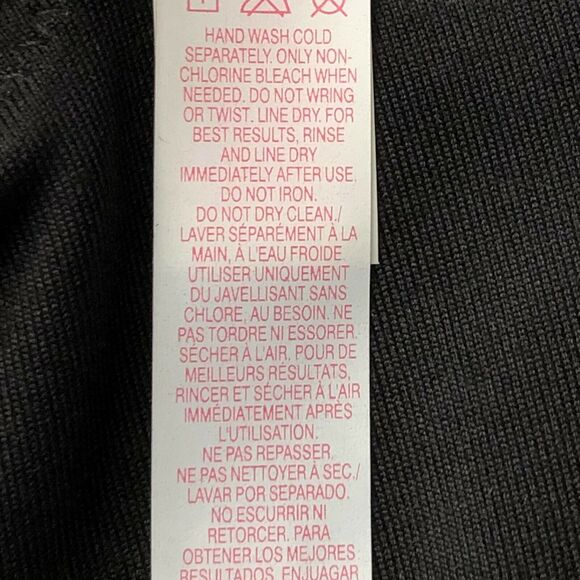 HAND WASH COLD
SEPARATELY. ONLY NON-
CHLORINE BLEACH WHEN
NEEDED. DO NOT WRING
OR TWIST. LINE DRY. FOR
BEST RESULTS, RINSE
AND LINE DRY
IMMEDIATELY AFTER USE.
DO NOT IRON.
DO NOT DRY CLEAN./
LAVER SÉPARÉMENT À LA
MAIN, À L'EAU FROIDE.
UTILISER UNIQUEMENT
DU JAVELLISANT SANS
CHLORE, AU BESOIN. NE
PAS TORDRE NI ESSORER.
SÉCHER À L'AIR. POUR DE
MEILLEURS RÉSULTATS,
RINCER ET SÉCHER À L'AIR
IMMÉDIATEMENT APRÈS
L'UTILISATION.
NE PAS REPASSER.
NE PAS NETTOYER À SEC./
LAVAR POR SEPARADO.
NO ESCURRIR NI
RETORCER. PARA
OBTENER LOS MEJORES
RESULTADOS, ENJUAGAR